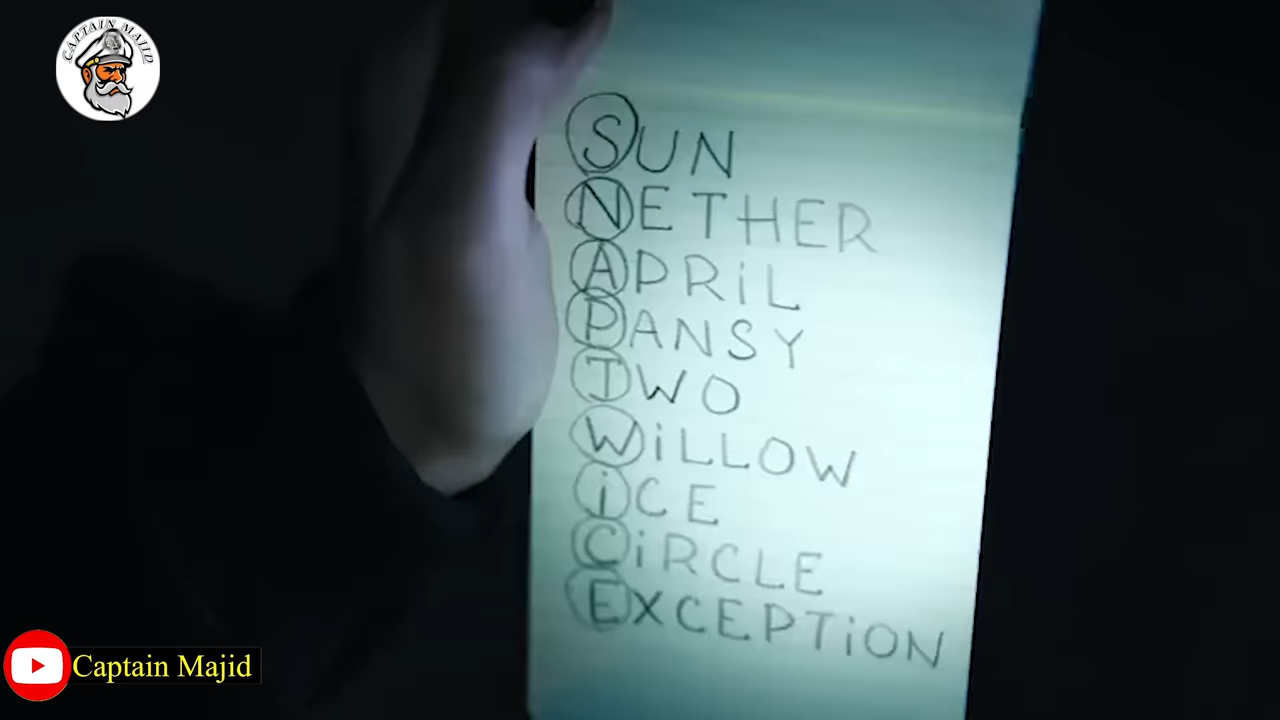 CAPTAIN MAJID
SUN
NETHER
APRiL
PANSY
TWO
WiLLOW
iCE
CiRCLE
EXCEPTiON
Captain Majid